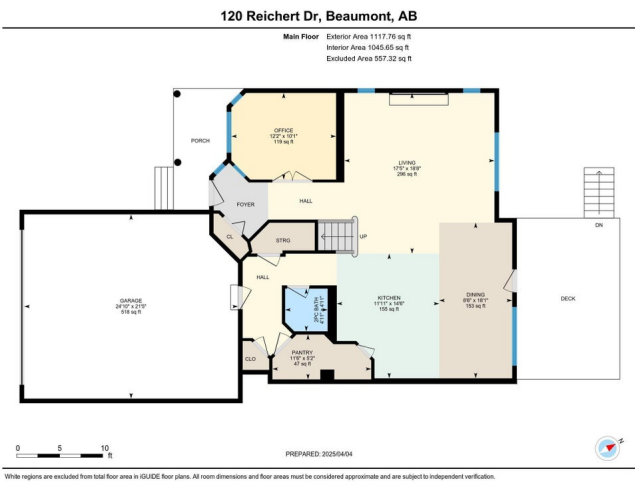 120 Reichert Dr, Beaumont, AB
Main Floor Exterior Area 1117.76 sq ft
Interior Area 1045.65 sq ft
Excluded Area 557.32 sq ft
PORCH
OFFICE
12'2" x 10'1"
119 sq ft
LIVING
17'5" x 19'8"
296 sq ft
FOYER
HALL
CL
STRG
UP
DN
HALL
GARAGE
24'10" x 21'5"
518 sq ft
2PC BATH
4'11" x 4'11"
KITCHEN
11'11" x 14'6"
155 sq ft
DINING
8'8" x 18'1"
153 sq ft
DECK
CLO
PANTRY
11'6" x 5'2"
47 sq ft
0 5 10
ft
PREPARED: 2025/04/04
N
White regions are excluded from total floor area in iGUIDE floor plans. All room dimensions and floor areas must be considered approximate and are subject to independent verification.